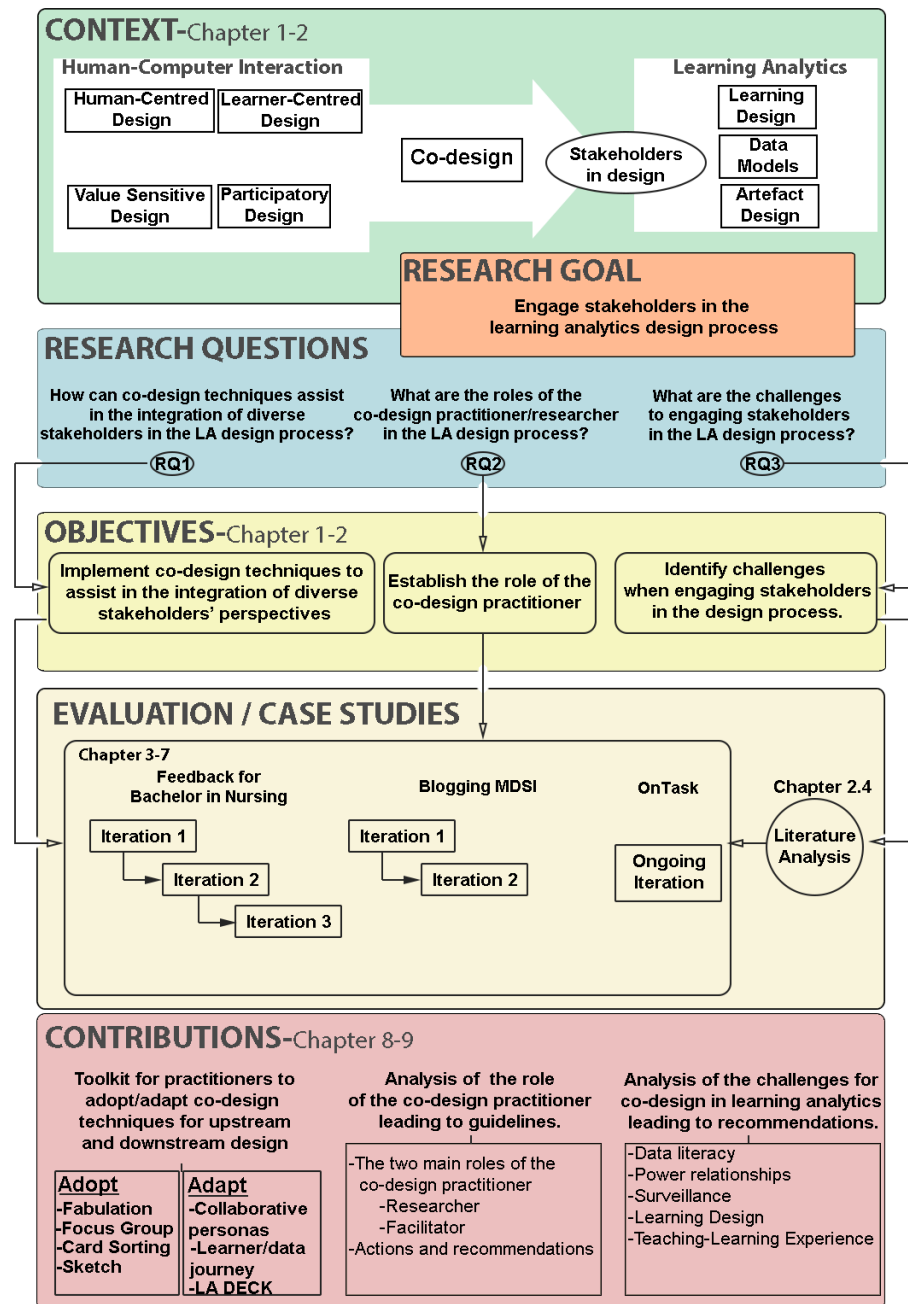 CONTEXT-Chapter 1-2
Human-Computer Interaction
Human-Centred
Design
Learner-Centred
Design
Value Sensitive
Design
Participatory
Design
Co-design
Stakeholders
in design
Learning Analytics
Learning
Design
Data
Models
Artefact
Design
RESEARCH GOAL
Engage stakeholders in the
learning analytics design process
RESEARCH QUESTIONS
How can co-design techniques assist
in the integration of diverse
stakeholders in the LA design process?
RQ1
What are the roles of the
co-design practitioner/researcher
in the LA design process?
RQ2
What are the challenges
to engaging stakeholders
in the LA design process?
RQ3
OBJECTIVES-Chapter 1-2
Implement co-design techniques to
assist in the integration of diverse
stakeholders' perspectives
Establish the role of the
co-design practitioner
Identify challenges
when engaging stakeholders
in the design process.
EVALUATION / CASE STUDIES
Chapter 3-7
Feedback for
Bachelor in Nursing
Iteration 1
Iteration 2
Iteration 3
Blogging MDSI
Iteration 1
Iteration 2
OnTask
Ongoing
Iteration
Chapter 2.4
Literature
Analysis
CONTRIBUTIONS-Chapter 8-9
Toolkit for practitioners to
adopt/adapt co-design
techniques for upstream
and downstream design
Adopt
-Fabulation
-Focus Group
-Card Sorting
-Sketch
Adapt
-Collaborative
personas
-Learner/data
journey
-LA DECK
Analysis of the role
of the co-design practitioner
leading to guidelines.
-The two main roles of the
co-design practitioner
-Researcher
-Facilitator
-Actions and recommendations
Analysis of the challenges for
co-design in learning analytics
leading to recommendations.
-Data literacy
-Power relationships
-Surveillance
-Learning Design
-Teaching-Learning Experience